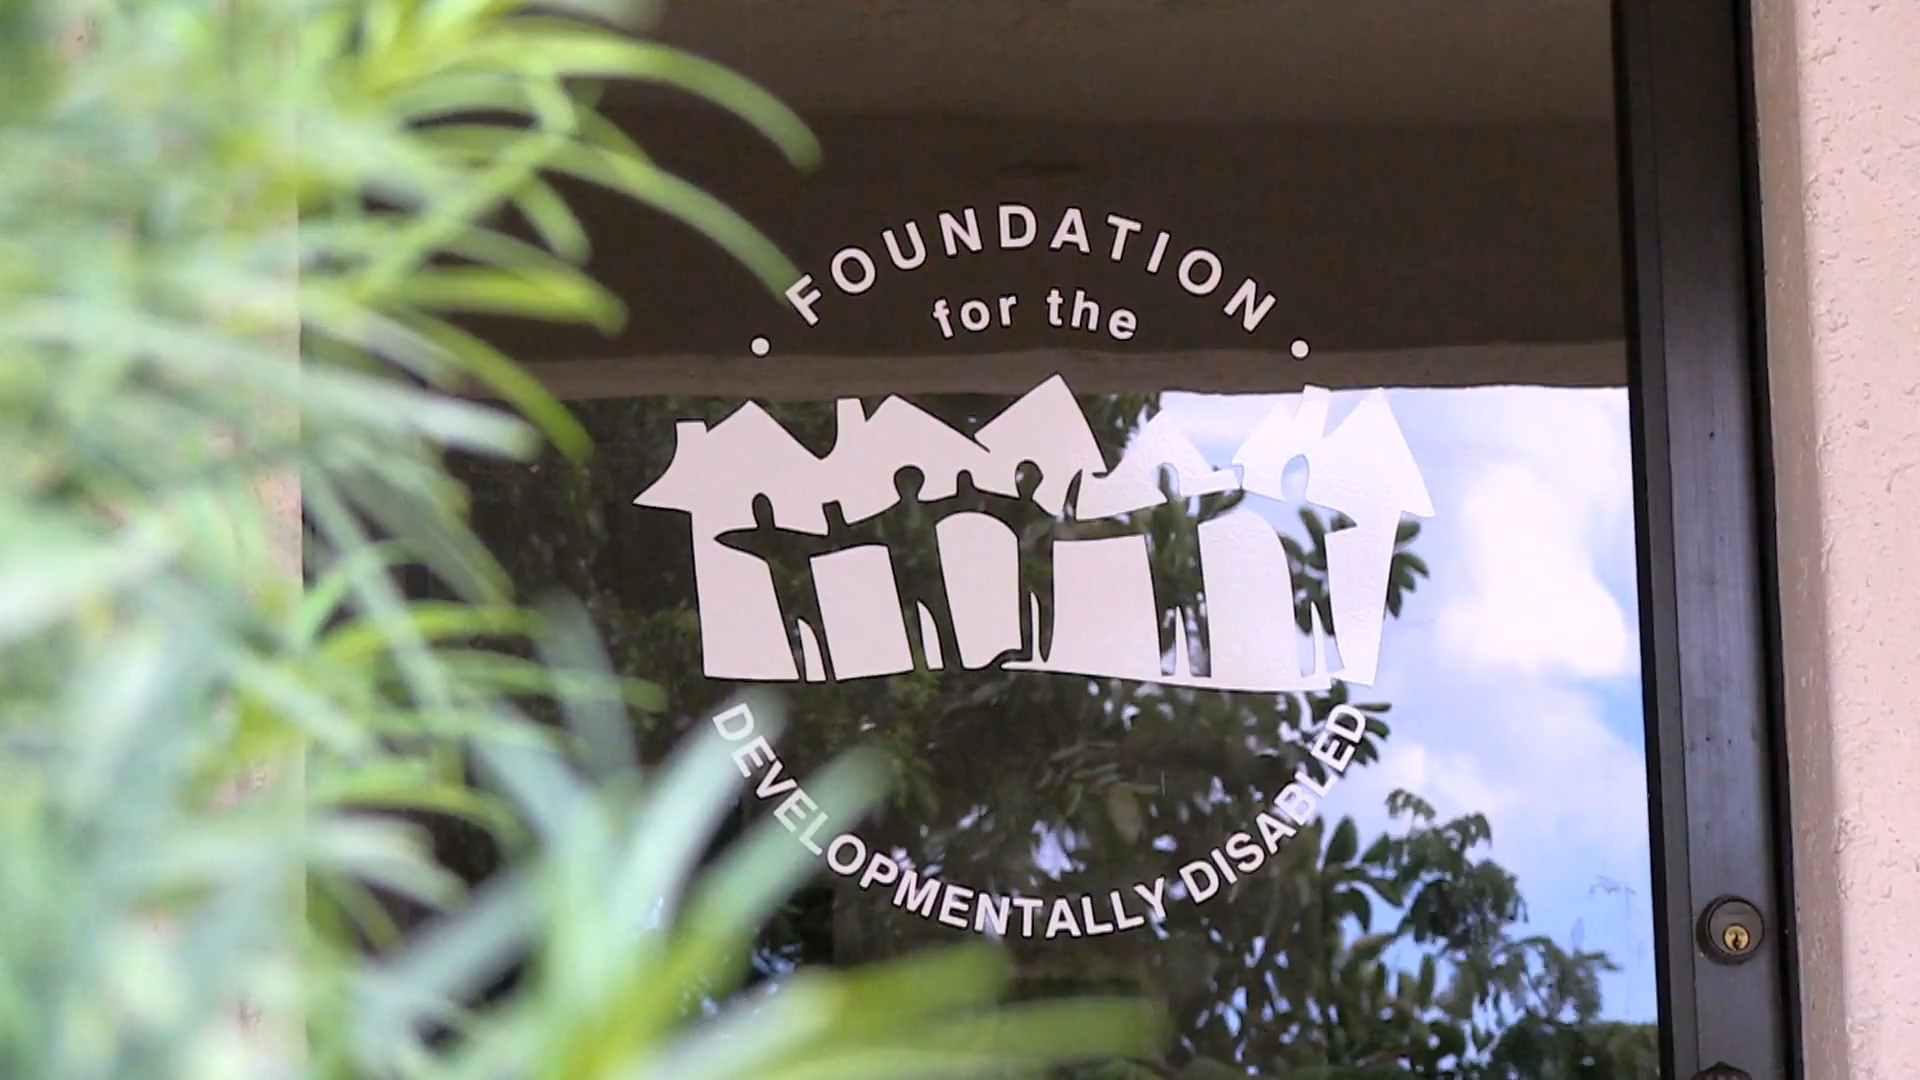 • FOUNDATION •
for the
DEVELOPMENTALLY DISABLED